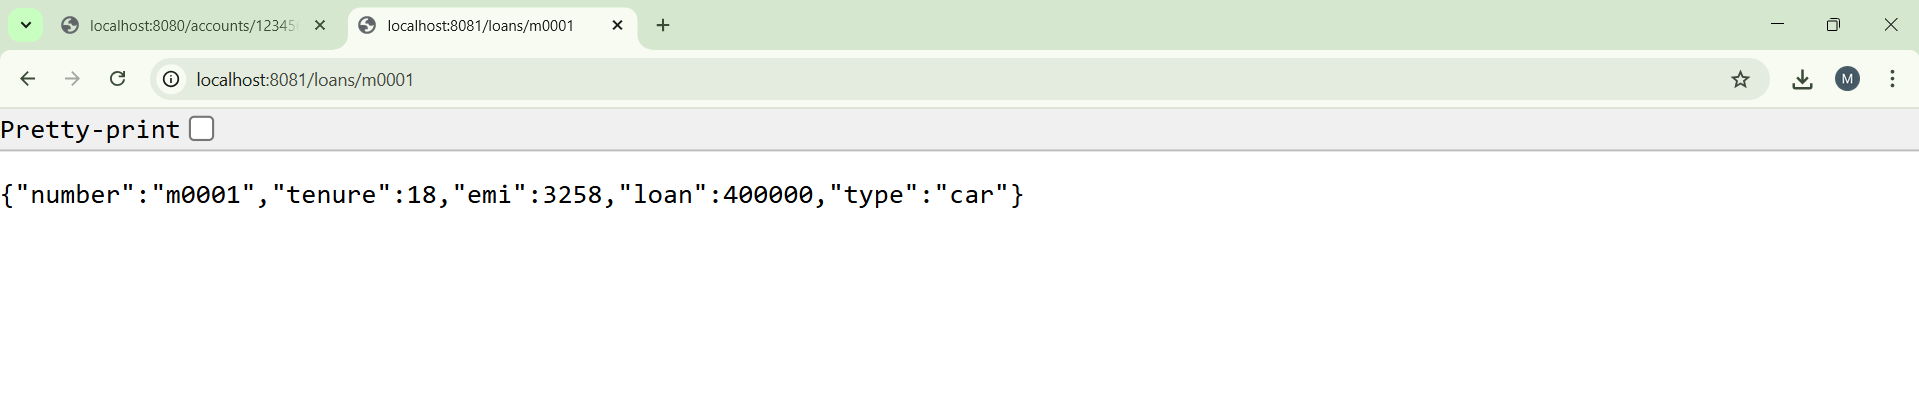 localhost:8080/accounts/12345
localhost:8081/loans/m0001
localhost:8081/loans/m0001
M
Pretty-print
{"number":"m0001","tenure":18,"emi":3258,"loan":400000,"type":"car"}